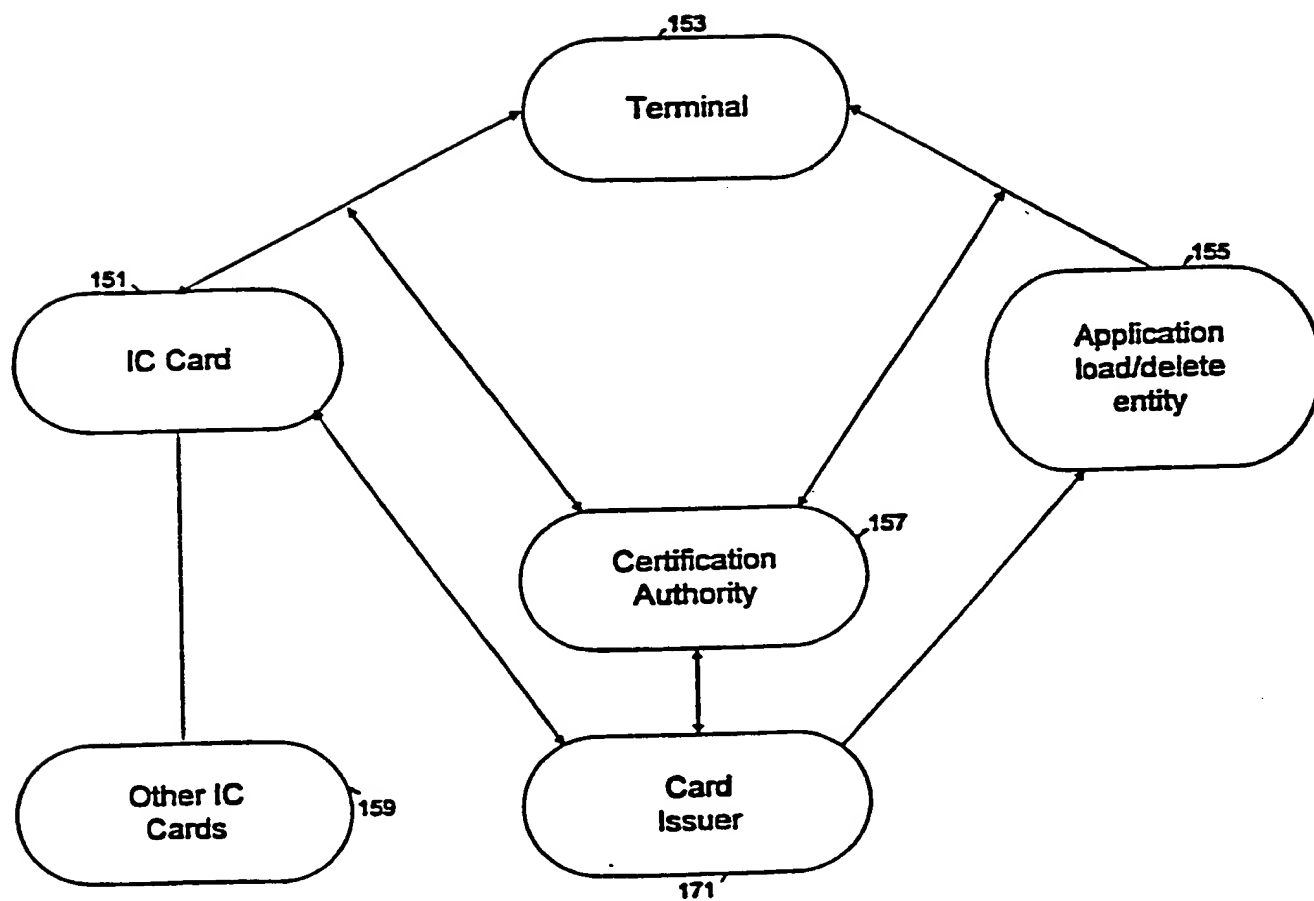 153
Terminal
151
IC Card
155
Application
load/delete
entity
157
Certification
Authority
Other IC
Cards
159
Card
Issuer
171